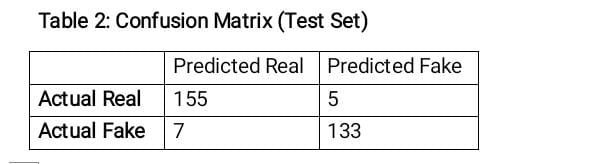 Table 2: Confusion Matrix (Test Set)
Predicted Real Predicted Fake
Actual Real 155 5
Actual Fake 7 133